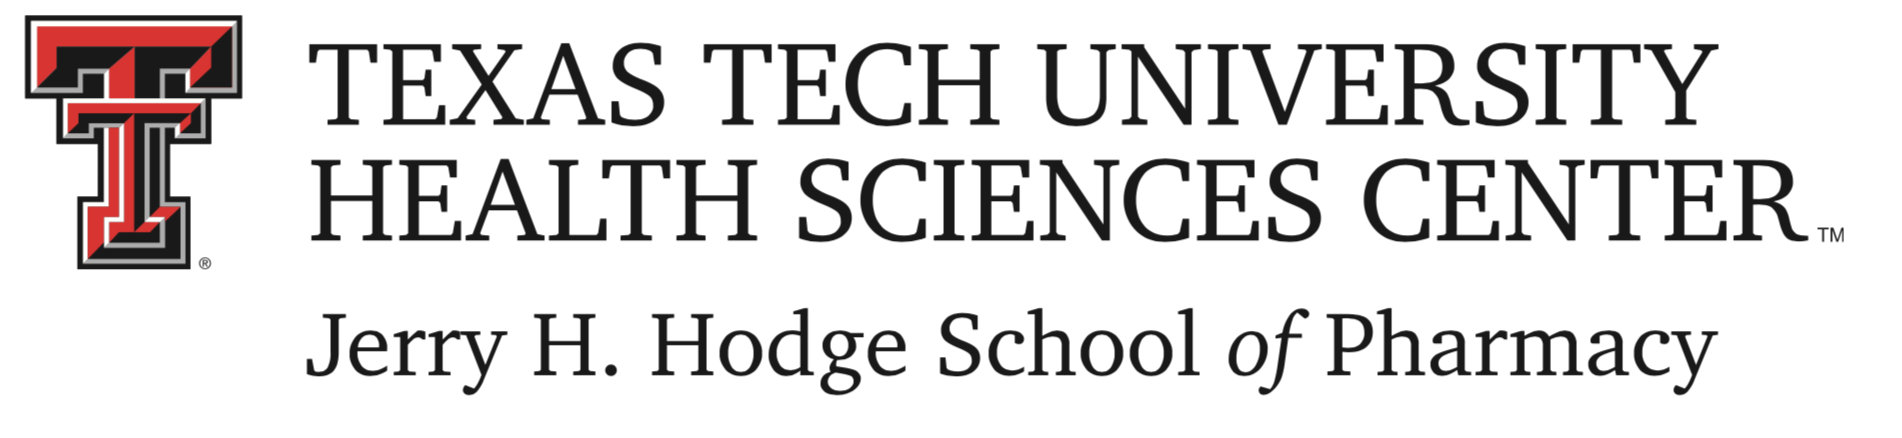 TEXAS TECH UNIVERSITY
HEALTH SCIENCES CENTER™
®
Jerry H. Hodge School of Pharmacy